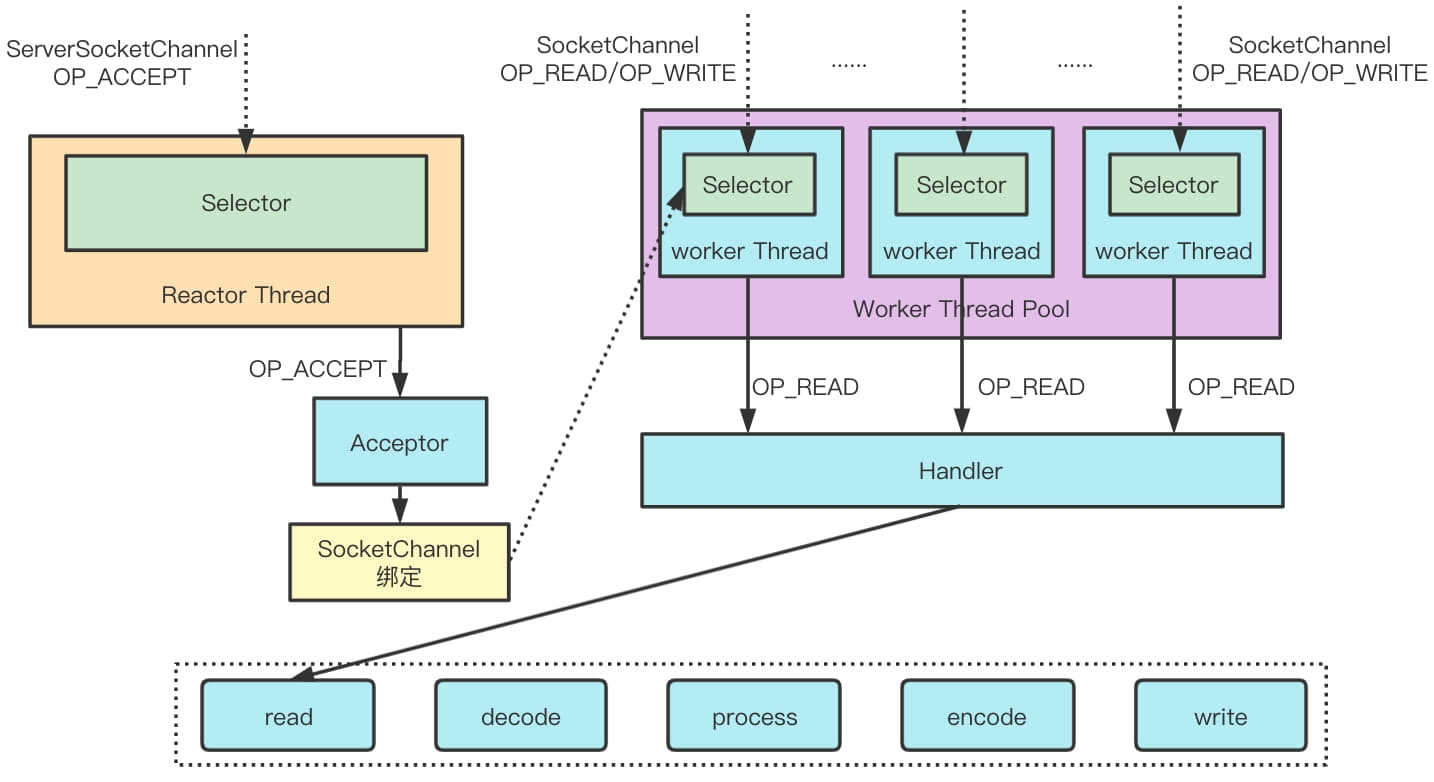 ServerSocketChannel
OP_ACCEPT
SocketChannel
OP_READ/OP_WRITE
......
......
SocketChannel
OP_READ/OP_WRITE
Selector
Reactor Thread
Selector
worker Thread
Selector
worker Thread
Selector
worker Thread
Worker Thread Pool
OP_ACCEPT
OP_READ
OP_READ
OP_READ
Acceptor
Handler
SocketChannel
绑定
read
decode
process
encode
write